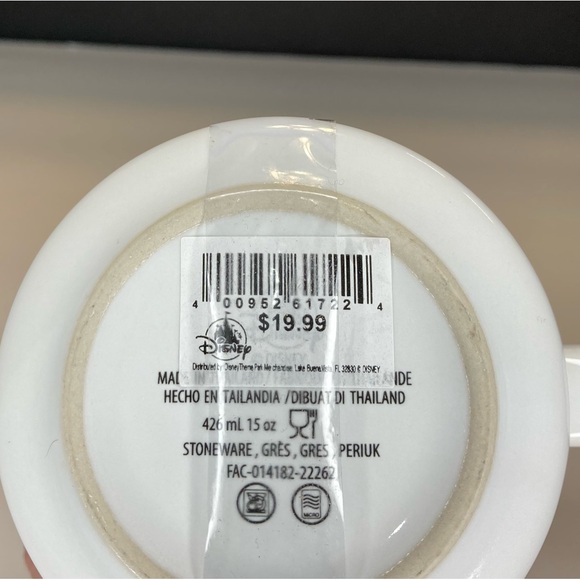 4 00952 61722 4
$19.99
Disney
Distributed by Disney Theme Park Merchandise, Lake Buena Vista, FL 32830 © DISNEY
HECHO EN TAILANDIA / DIBUAT DI THAILAND
426 mL 15 oz
STONEWARE , GRÈS , GRES , PERIUK
FAC-014182-22262
MICRO